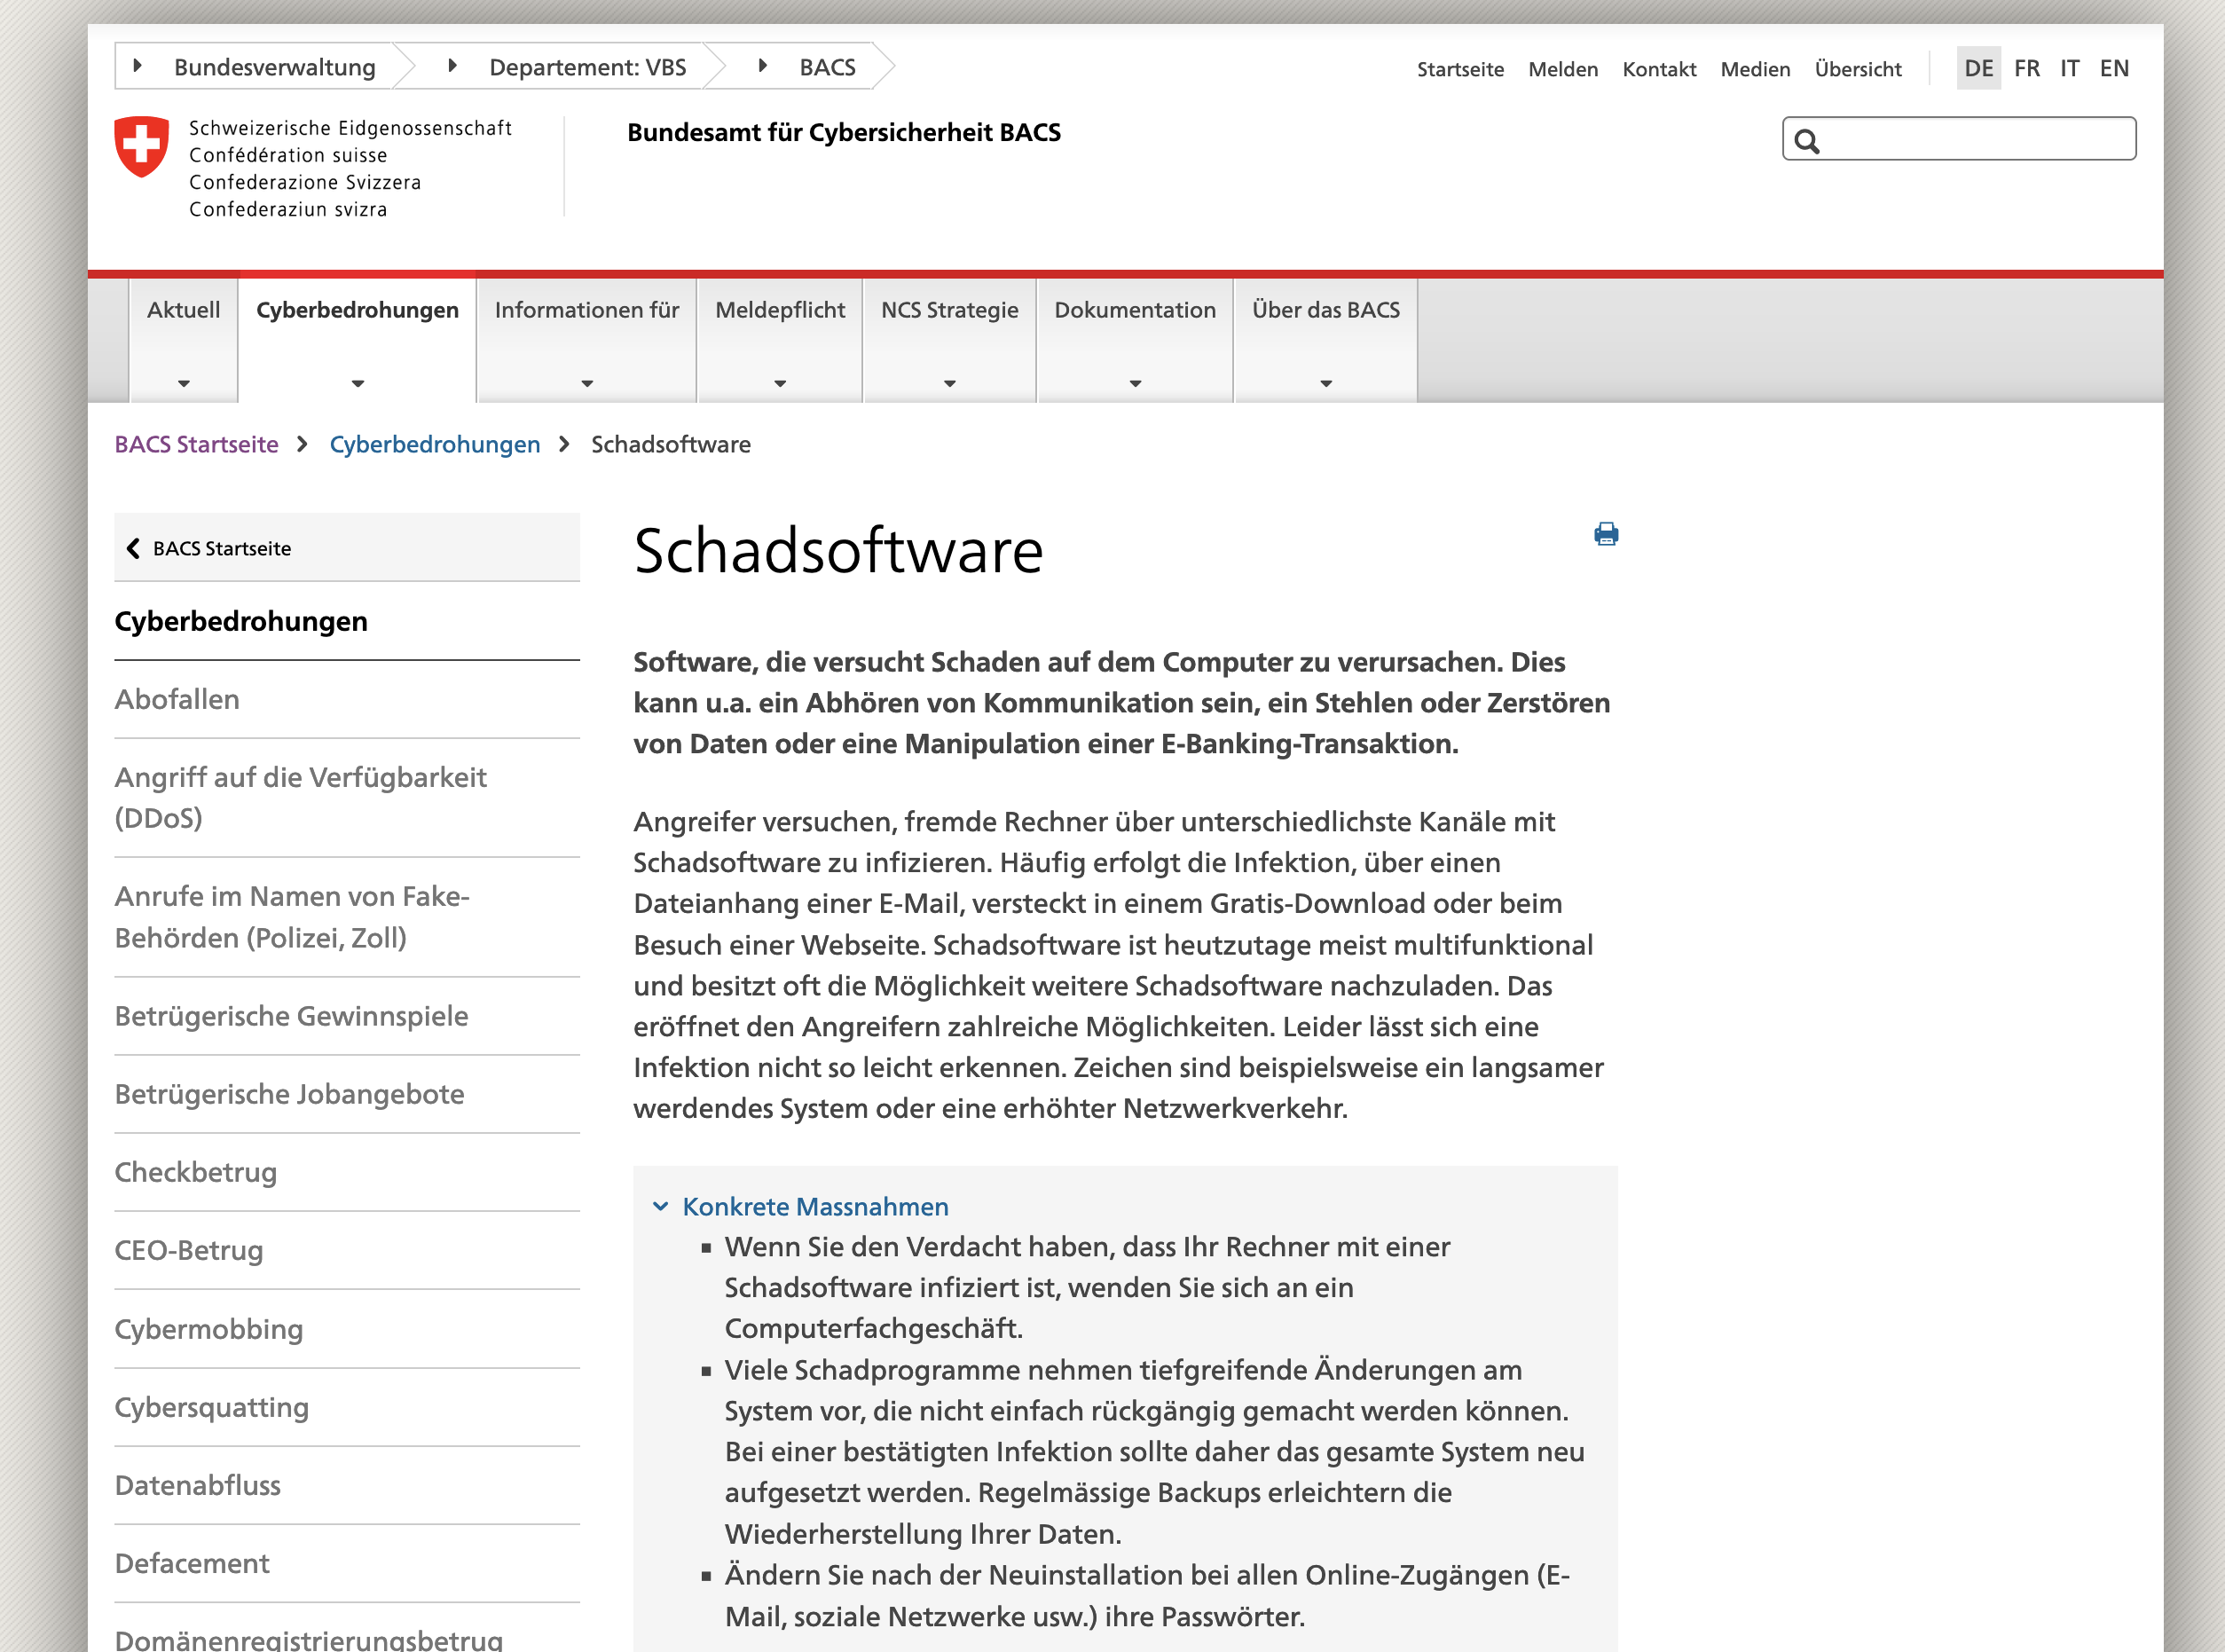 Bundesverwaltung
Departement: VBS
BACS
Startseite Melden Kontakt Medien Übersicht
DE FR IT EN
Schweizerische Eidgenossenschaft
Confédération suisse
Confederazione Svizzera
Confederaziun svizra
Bundesamt für Cybersicherheit BACS
Aktuell
Cyberbedrohungen
Informationen für
Meldepflicht
NCS Strategie
Dokumentation
Über das BACS
BACS Startseite Cyberbedrohungen Schadsoftware
BACS Startseite
Cyberbedrohungen
Abofallen
Angriff auf die Verfügbarkeit
(DDoS)
Anrufe im Namen von Fake-
Behörden (Polizei, Zoll)
Betrügerische Gewinnspiele
Betrügerische Jobangebote
Checkbetrug
CEO-Betrug
Cybermobbing
Cybersquatting
Datenabfluss
Defacement
Domänenregistrierungsbetrug
Schadsoftware
Software, die versucht Schaden auf dem Computer zu verursachen. Dies
kann u.a. ein Abhören von Kommunikation sein, ein Stehlen oder Zerstören
von Daten oder eine Manipulation einer E-Banking-Transaktion.
Angreifer versuchen, fremde Rechner über unterschiedlichste Kanäle mit
Schadsoftware zu infizieren. Häufig erfolgt die Infektion, über einen
Dateianhang einer E-Mail, versteckt in einem Gratis-Download oder beim
Besuch einer Webseite. Schadsoftware ist heutzutage meist multifunktional
und besitzt oft die Möglichkeit weitere Schadsoftware nachzuladen. Das
eröffnet den Angreifern zahlreiche Möglichkeiten. Leider lässt sich eine
Infektion nicht so leicht erkennen. Zeichen sind beispielsweise ein langsamer
werdendes System oder eine erhöhter Netzwerkverkehr.
Konkrete Massnahmen
Wenn Sie den Verdacht haben, dass Ihr Rechner mit einer
Schadsoftware infiziert ist, wenden Sie sich an ein
Computerfachgeschäft.
Viele Schadprogramme nehmen tiefgreifende Änderungen am
System vor, die nicht einfach rückgängig gemacht werden können.
Bei einer bestätigten Infektion sollte daher das gesamte System neu
aufgesetzt werden. Regelmässige Backups erleichtern die
Wiederherstellung Ihrer Daten.
Ändern Sie nach der Neuinstallation bei allen Online-Zugängen (E-
Mail, soziale Netzwerke usw.) ihre Passwörter.